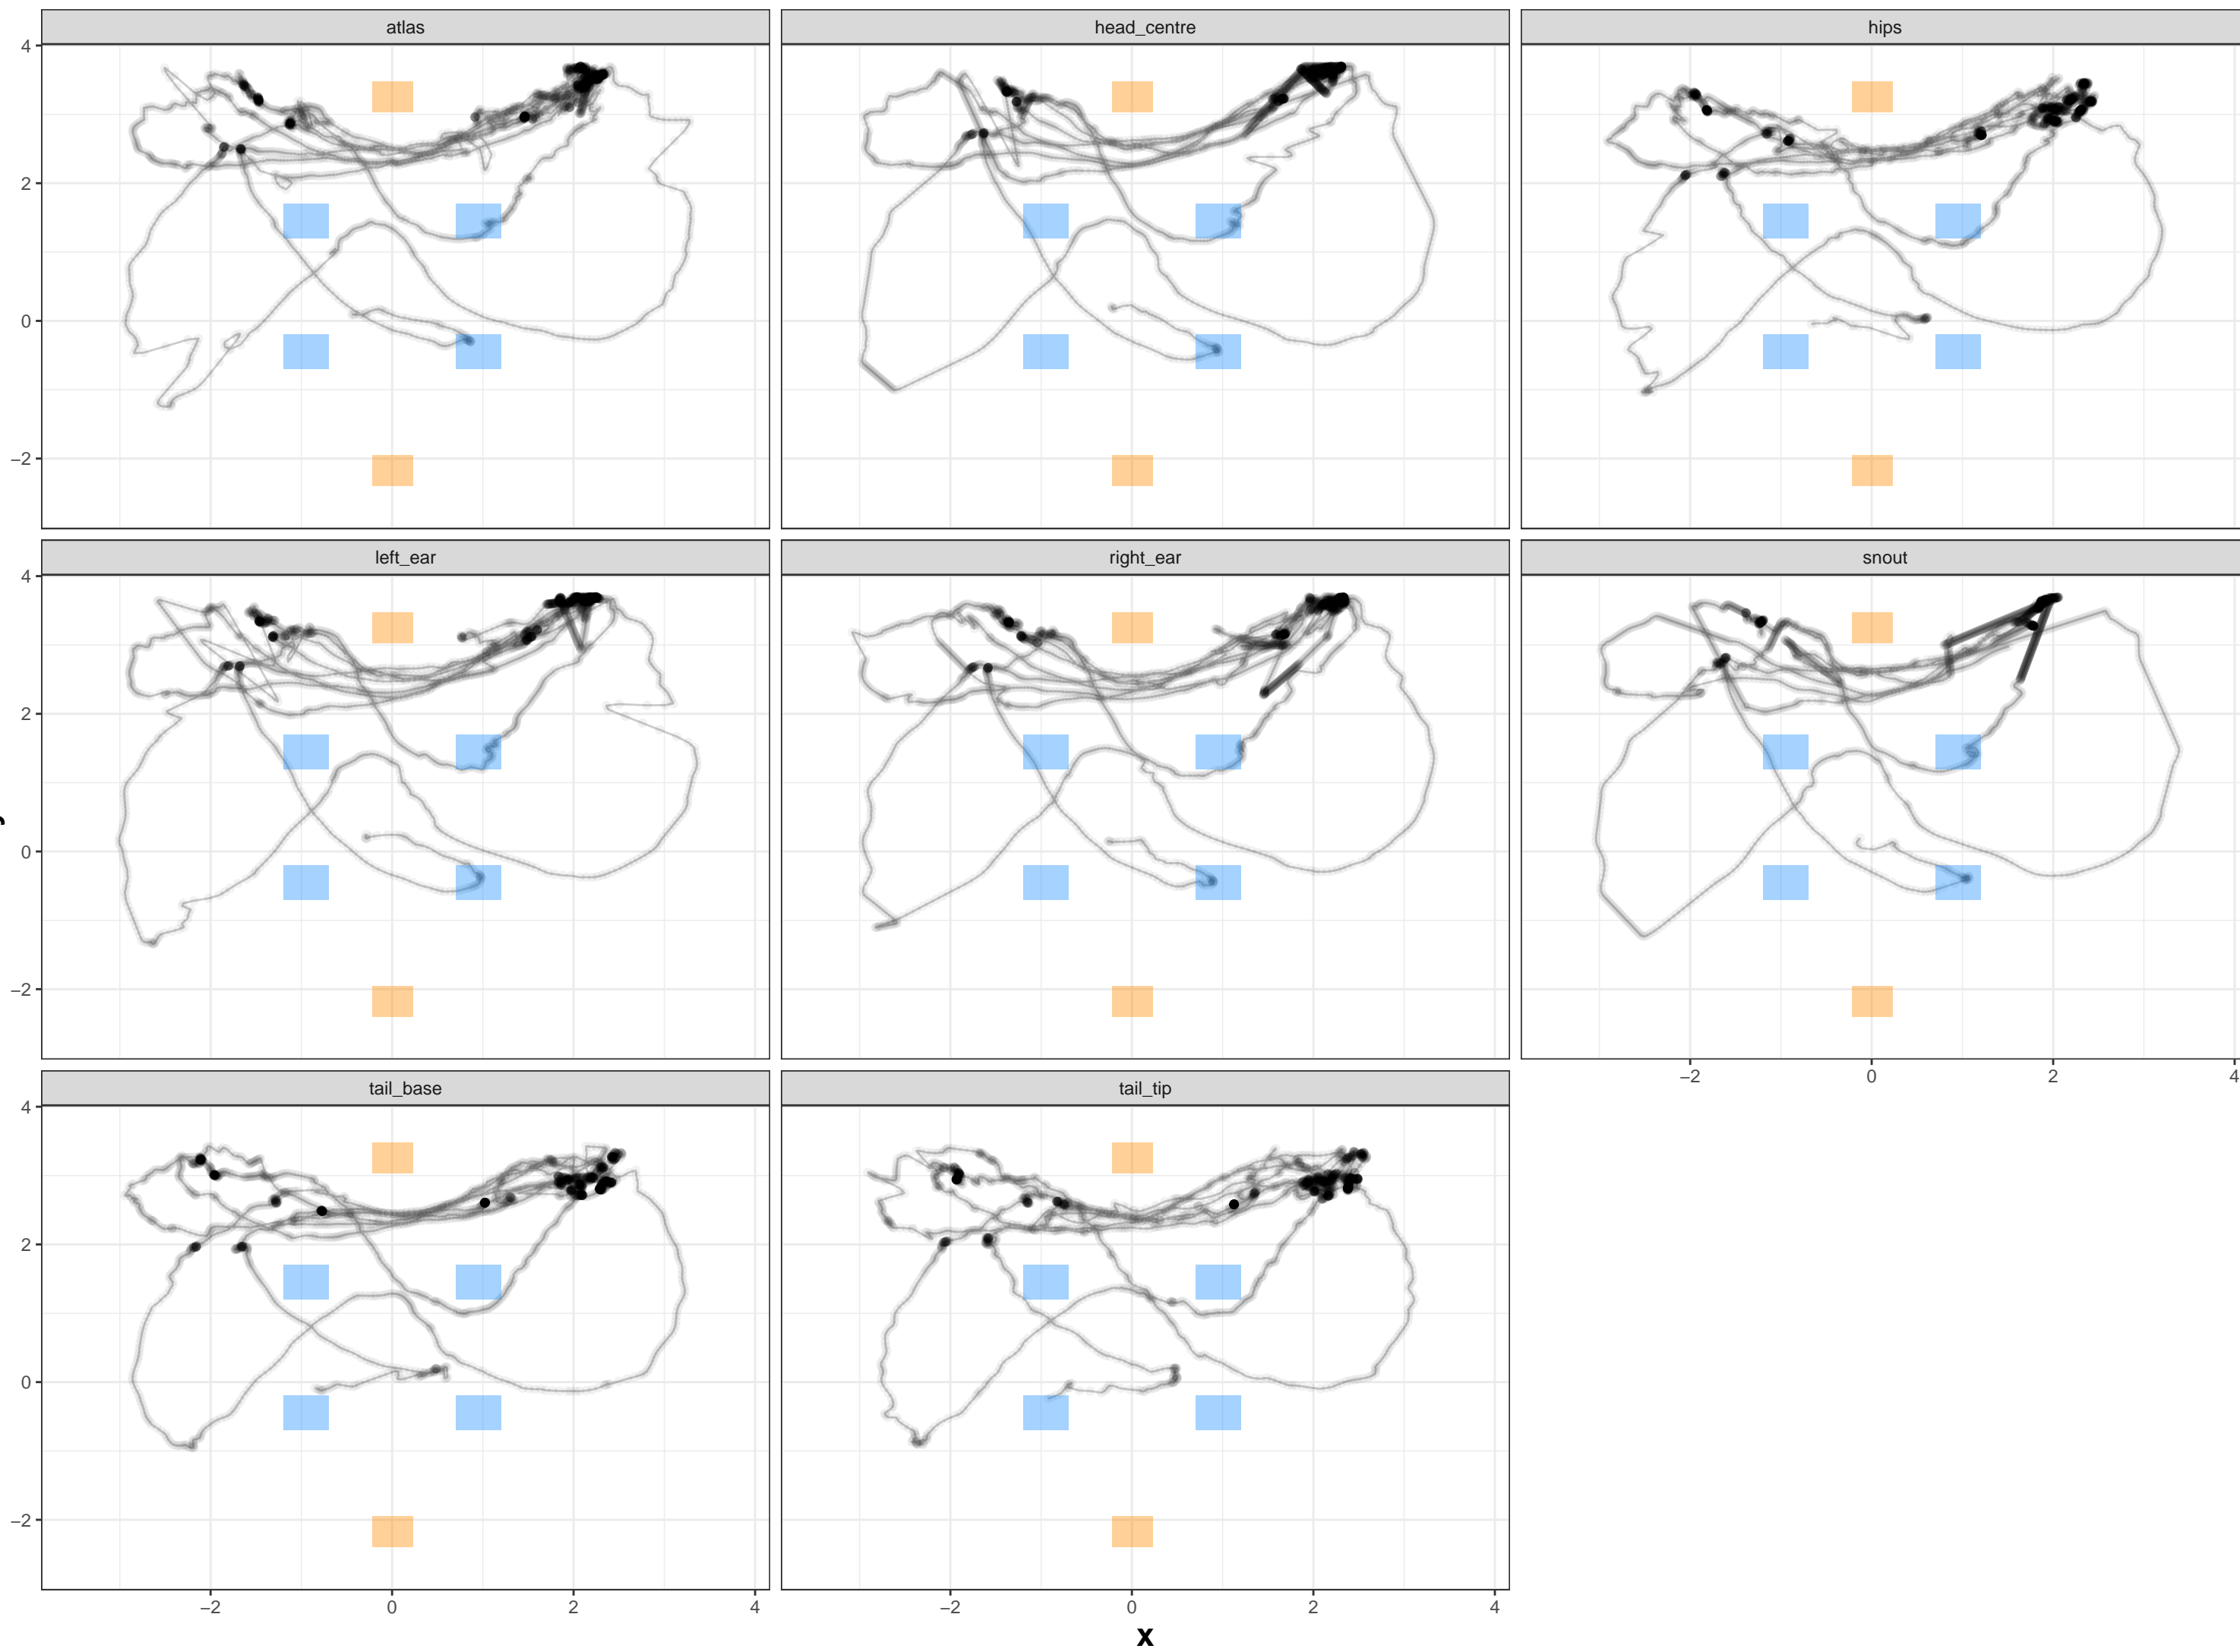 atlas head_centre hips
4
2
0
−2
left_ear right_ear snout
4
2
0
−2
−2 0 2 4
tail_base tail_tip
4
2
0
−2
−2 0 2 4 −2 0 2 4
x